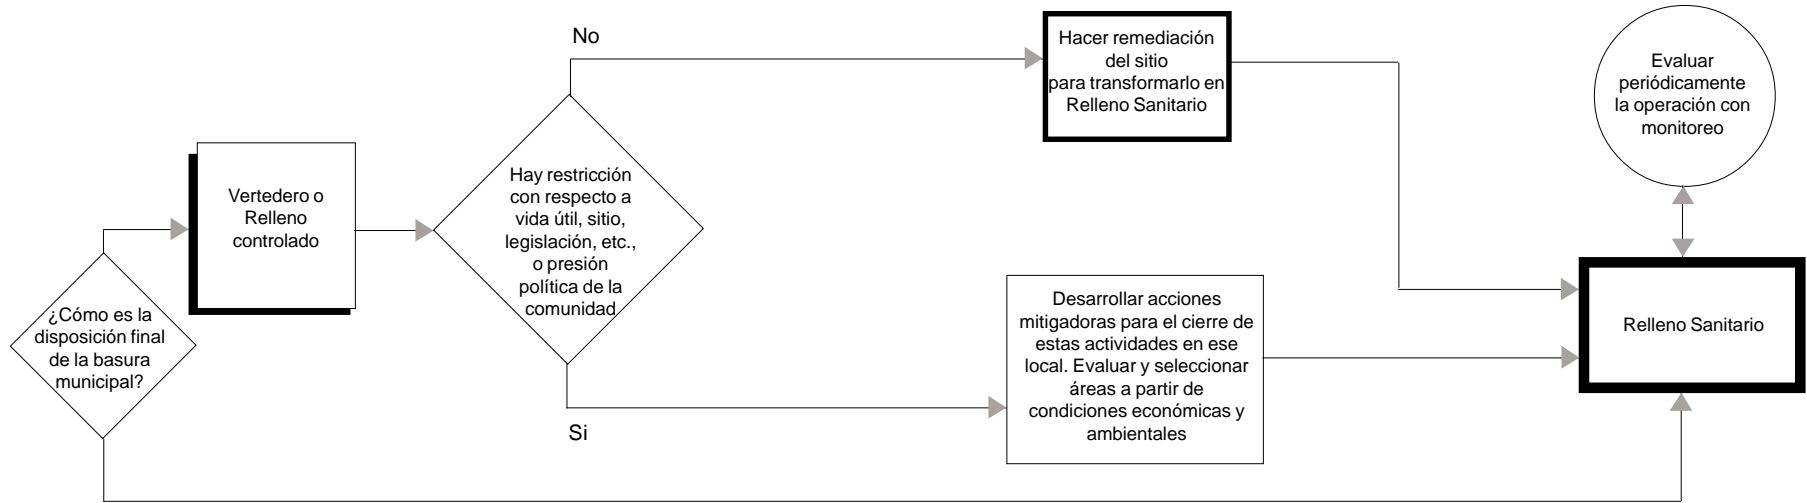 ¿Cómo es la
disposición final
de la basura
municipal?
Vertedero o
Relleno
controlado
Hay restricción
con respecto a
vida útil, sitio,
legislación, etc.,
o presión
política de la
comunidad
No
Hacer remediación
del sitio
para transformarlo en
Relleno Sanitario
Si
Desarrollar acciones
mitigadoras para el cierre de
estas actividades en ese
local. Evaluar y seleccionar
áreas a partir de
condiciones económicas y
ambientales
Evaluar
periódicamente
la operación con
monitoreo
Relleno Sanitario